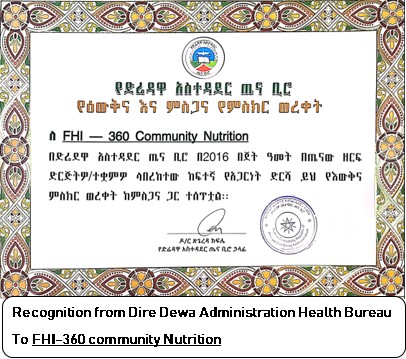 የድሬዳዋ አስተዳደር ጤና ቢሮ
የዕውቅና እና ምስጋና የምስክር ወረቀት
ለ FHI — 360 Community Nutrition
በድሬደዋ አስተዳደር ጤና ቢሮ በ2016 በጀት ዓመት በጤናው ዘርፍ
ድርጅትዎ/ተቋምዎ ላበረከተው ከፍተኛ የአጋርነት ድርሻ ይህ የእውቅና
ምስክር ወረቀት ከምስጋና ጋር ተሰጥቷል፡፡
የድሬዳዋ አስተዳደር ጤና ቢሮ ኃላፊ
Recognition from Dire Dewa Administration Health Bureau
To FHI-360 community Nutrition